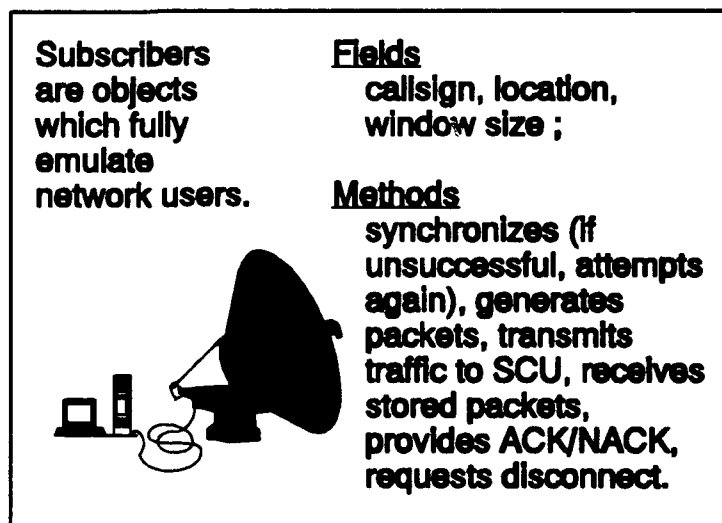 Subscribers
are objects
which fully
emulate
network users.
Fields
callsign, location,
window size ;
Methods
synchronizes (if
unsuccessful, attempts
again), generates
packets, transmits
traffic to SCU, receives
stored packets,
provides ACK/NACK,
requests disconnect.